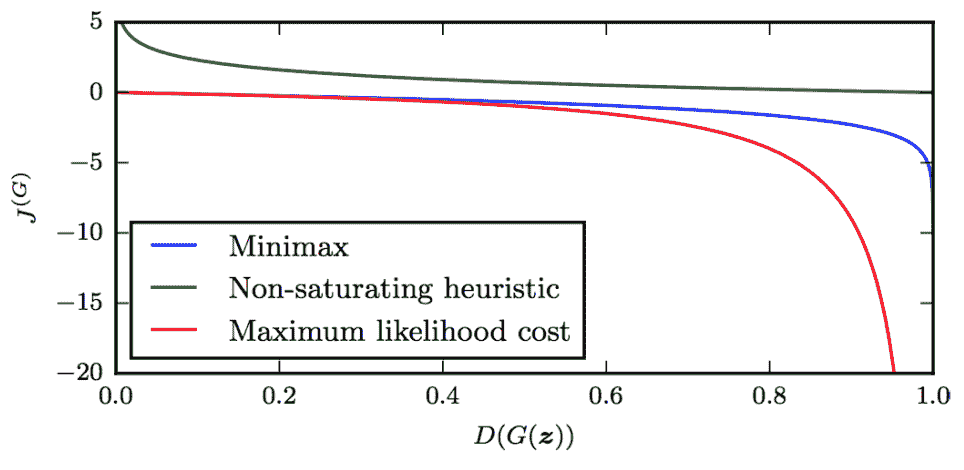 5
0
−5
−10
−15
−20
J^(G)
Minimax
Non-saturating heuristic
Maximum likelihood cost
0.0 0.2 0.4 0.6 0.8 1.0
D(G(z))